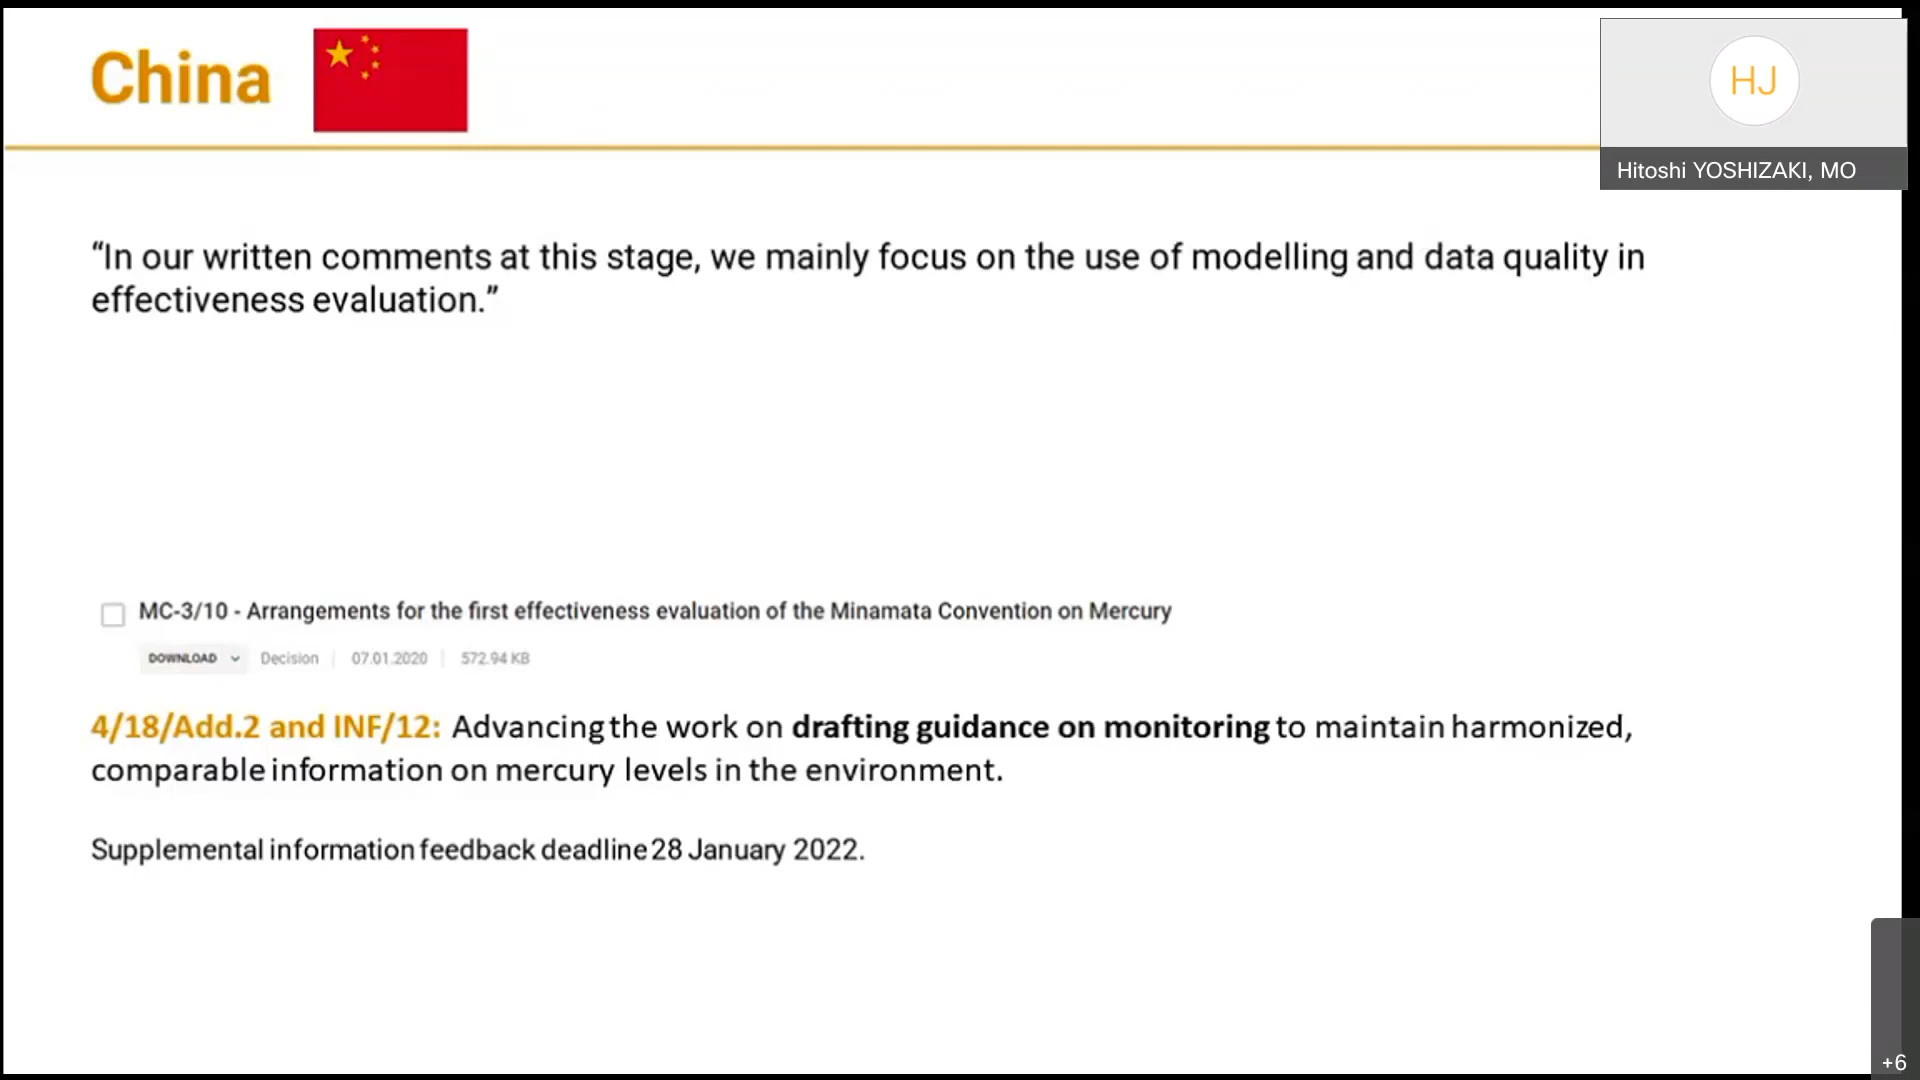 China
HJ
Hitoshi YOSHIZAKI, MO
“In our written comments at this stage, we mainly focus on the use of modelling and data quality in
effectiveness evaluation.”
MC-3/10 - Arrangements for the first effectiveness evaluation of the Minamata Convention on Mercury
DOWNLOAD Decision 07.01.2020 572.94 KB
4/18/Add.2 and INF/12: Advancing the work on drafting guidance on monitoring to maintain harmonized,
comparable information on mercury levels in the environment.
Supplemental information feedback deadline 28 January 2022.
+6